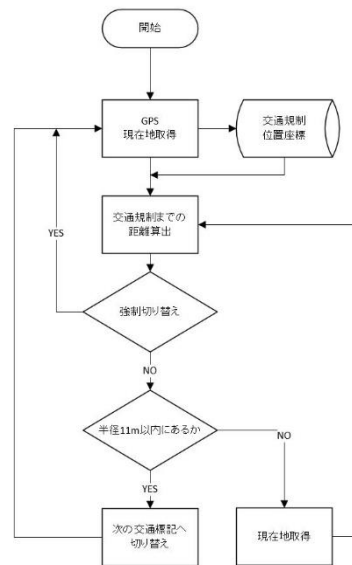 開始
GPS
現在地取得
交通規制
位置座標
交通規制までの
距離算出
YES
強制切り替え
NO
半径11m以内にあるか
NO
YES
次の交通標記へ
切り替え
現在地取得